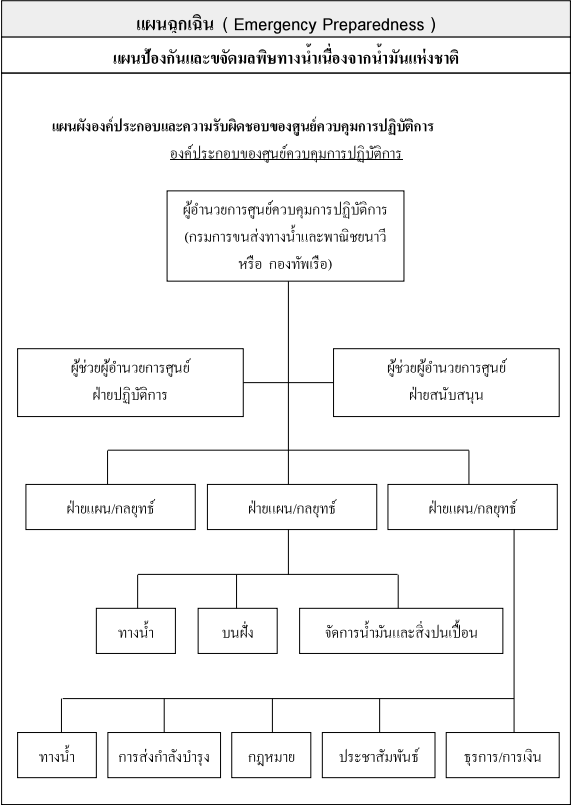 แผนฉุกเฉิน ( Emergency Preparedness )
แผนป้องกันและขจัดมลพิษทางน้ำเนื่องจากน้ำมันแห่งชาติ
แผนผังองค์ประกอบและความรับผิดชอบของศูนย์ควบคุมการปฏิบัติการ
องค์ประกอบของศูนย์ควบคุมการปฏิบัติการ
ผู้อำนวยการศูนย์ควบคุมการปฏิบัติการ
(กรมการขนส่งทางน้ำและพาณิชยนาวี
หรือ กองทัพเรือ)
ผู้ช่วยผู้อำนวยการศูนย์
ฝ่ายปฏิบัติการ
ผู้ช่วยผู้อำนวยการศูนย์
ฝ่ายสนับสนุน
ฝ่ายแผน/กลยุทธ์
ฝ่ายแผน/กลยุทธ์
ฝ่ายแผน/กลยุทธ์
ทางน้ำ
บนฝั่ง
จัดการน้ำมันและสิ่งปนเปื้อน
ทางน้ำ
การส่งกำลังบำรุง
กฎหมาย
ประชาสัมพันธ์
ธุรการ/การเงิน